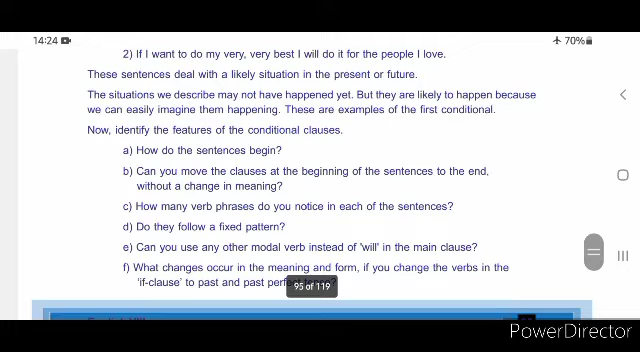 14:24
70%
2) If I want to do my very, very best I will do it for the people I love.
These sentences deal with a likely situation in the present or future.
The situations we describe may not have happened yet. But they are likely to happen because
we can easily imagine them happening. These are examples of the first conditional.
Now, identify the features of the conditional clauses.
a) How do the sentences begin?
b) Can you move the clauses at the beginning of the sentences to the end,
without a change in meaning?
c) How many verb phrases do you notice in each of the sentences?
d) Do they follow a fixed pattern?
e) Can you use any other modal verb instead of 'will' in the main clause?
f) What changes occur in the meaning and form, if you change the verbs in the
'if-clause' to past and past
95 of 119
PowerDirector